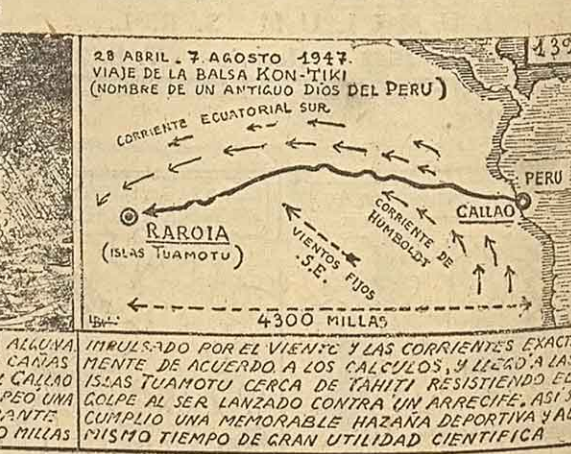 139
28 ABRIL - 7 AGOSTO 1947.
VIAJE DE LA BALSA KON-TIKI
(NOMBRE DE UN ANTIGUO DIOS DEL PERU)
CORRIENTE ECUATORIAL SUR
PERU
CALLAO
RAROIA
(ISLAS TUAMOTU)
CORRIENTE DE
HUMBOLDT
VIENTOS FIJOS
.S.E.
4300 MILLAS
ALGUNA
CAÑAS
CALLAO
PEO UNA
ANTE
O MILLAS
IMPULSADO POR EL VIENTO Y LAS CORRIENTES EXACT
MENTE DE ACUERDO A LOS CALCULOS, Y LLEGO A LAS
ISLAS TUAMOTU CERCA DE TAHITI RESISTIENDO EL
GOLPE AL SER LANZADO CONTRA UN ARRECIFE. ASI S
CUMPLIO UNA MEMORABLE HAZAÑA DEPORTIVA Y AL
MISMO TIEMPO DE GRAN UTILIDAD CIENTIFICA